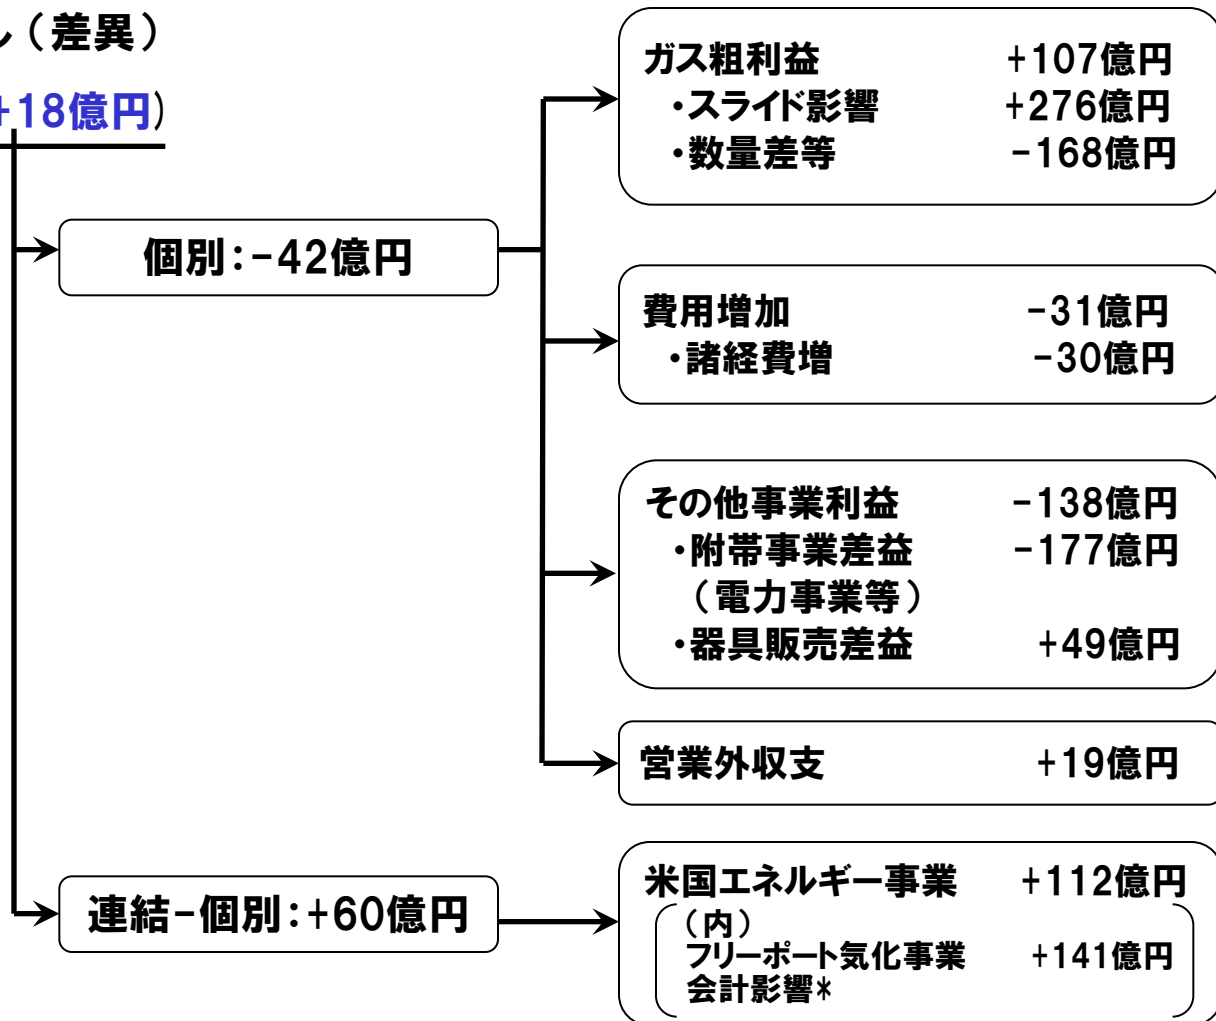 （差異）
+18億円)
個別：-42億円
連結-個別：+60億円
ガス粗利益 +107億円
・スライド影響 +276億円
・数量差等 -168億円
費用増加 -31億円
・諸経費増 -30億円
その他事業利益 -138億円
・附帯事業差益 -177億円
（電力事業等）
・器具販売差益 +49億円
営業外収支 +19億円
米国エネルギー事業 +112億円
（内）
フリーポート気化事業 +141億円
会計影響*